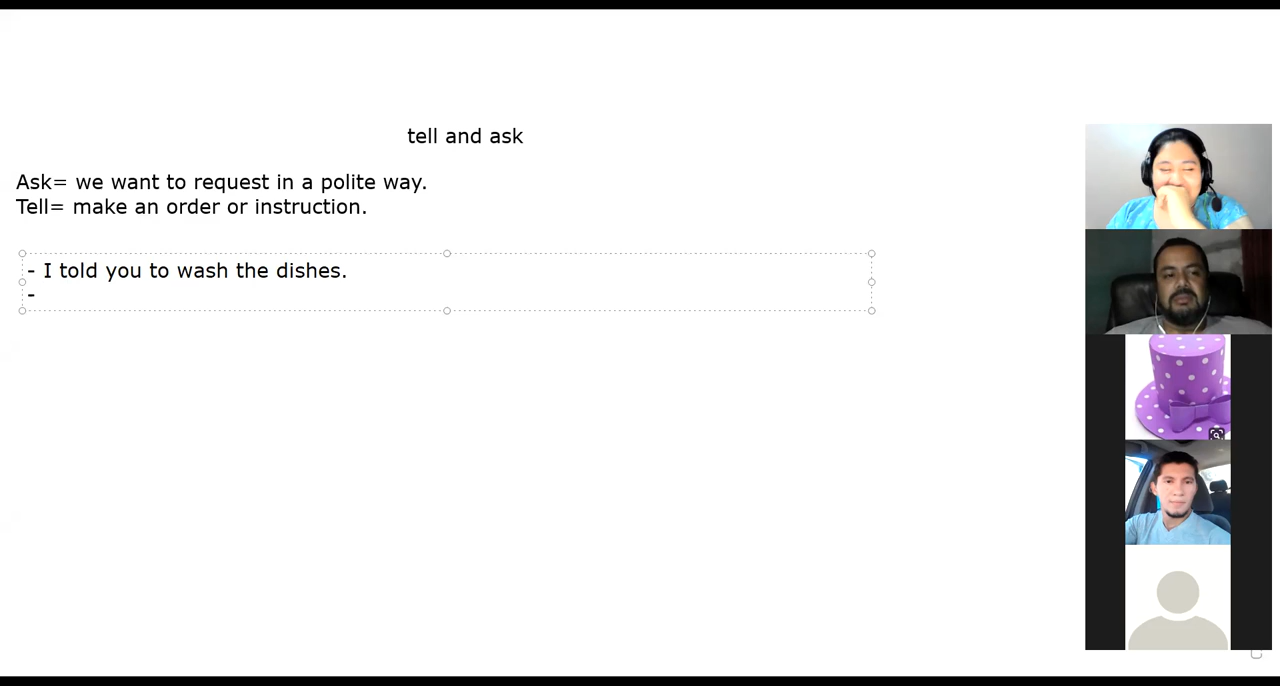 tell and ask
Ask= we want to request in a polite way.
Tell= make an order or instruction.
- I told you to wash the dishes.
-